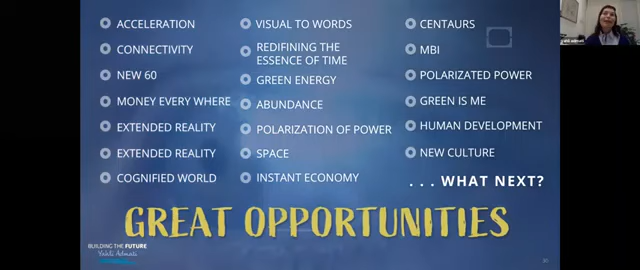 ACCELERATION
CONNECTIVITY
NEW 60
MONEY EVERY WHERE
EXTENDED REALITY
EXTENDED REALITY
COGNIFIED WORLD
VISUAL TO WORDS
REDIFINING THE
ESSENCE OF TIME
GREEN ENERGY
ABUNDANCE
POLARIZATION OF POWER
SPACE
INSTANT ECONOMY
CENTAURS
MBI
POLARIZATED POWER
GREEN IS ME
HUMAN DEVELOPMENT
NEW CULTURE
. . . WHAT NEXT?
GREAT OPPORTUNITIES
BUILDING THE FUTURE